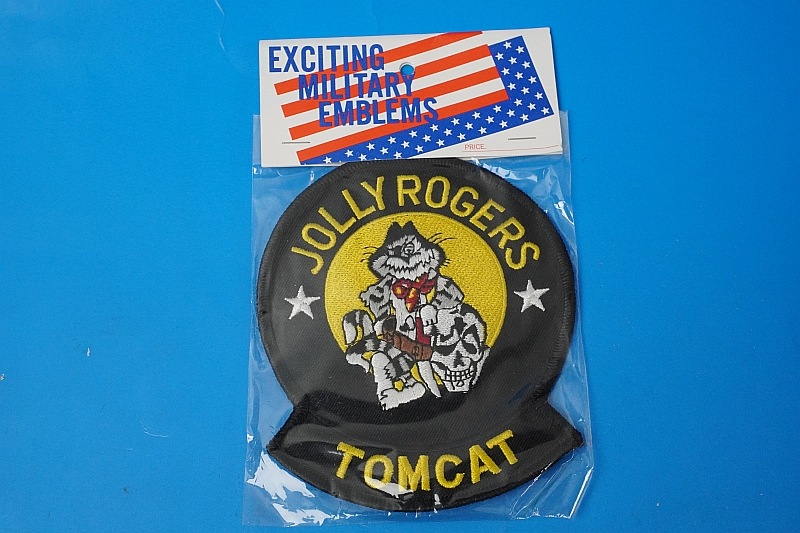 EXCITING
MILITARY
EMBLEMS
PRICE:
JOLLY ROGERS
TOMCAT